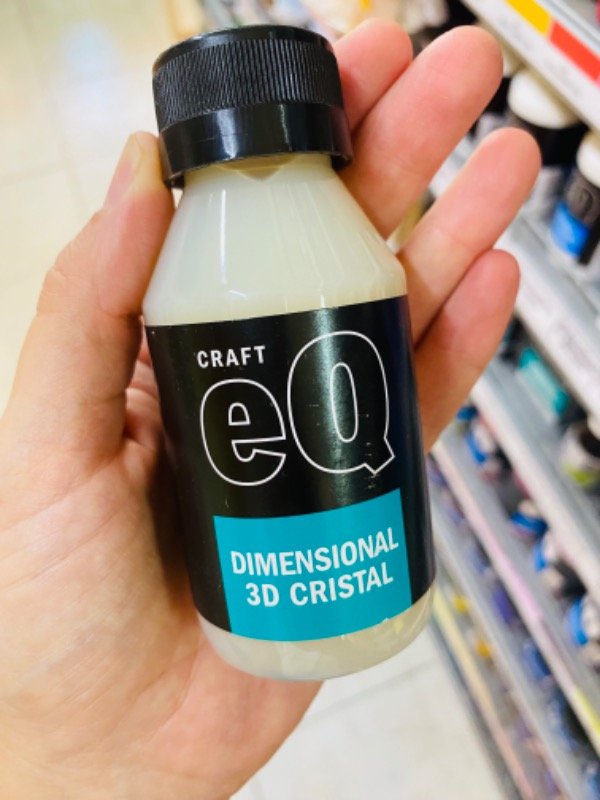 CRAFT
eQ
DIMENSIONAL
3D CRISTAL